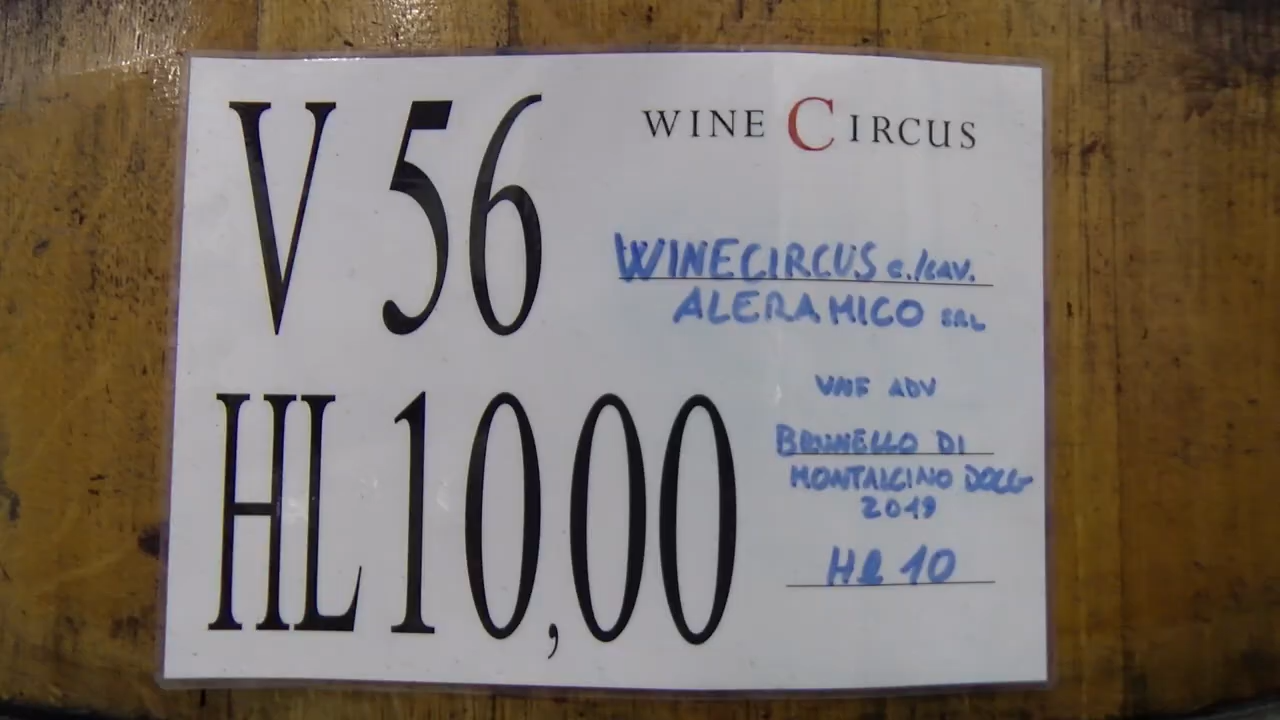 V 56
HL 10,00
WINE CIRCUS
WINECIRCUS c./cav.
ALERAMICO SRL
VNF ADV
BRUNELLO DI
MONTALCINO DOCG
2019
Hl 10